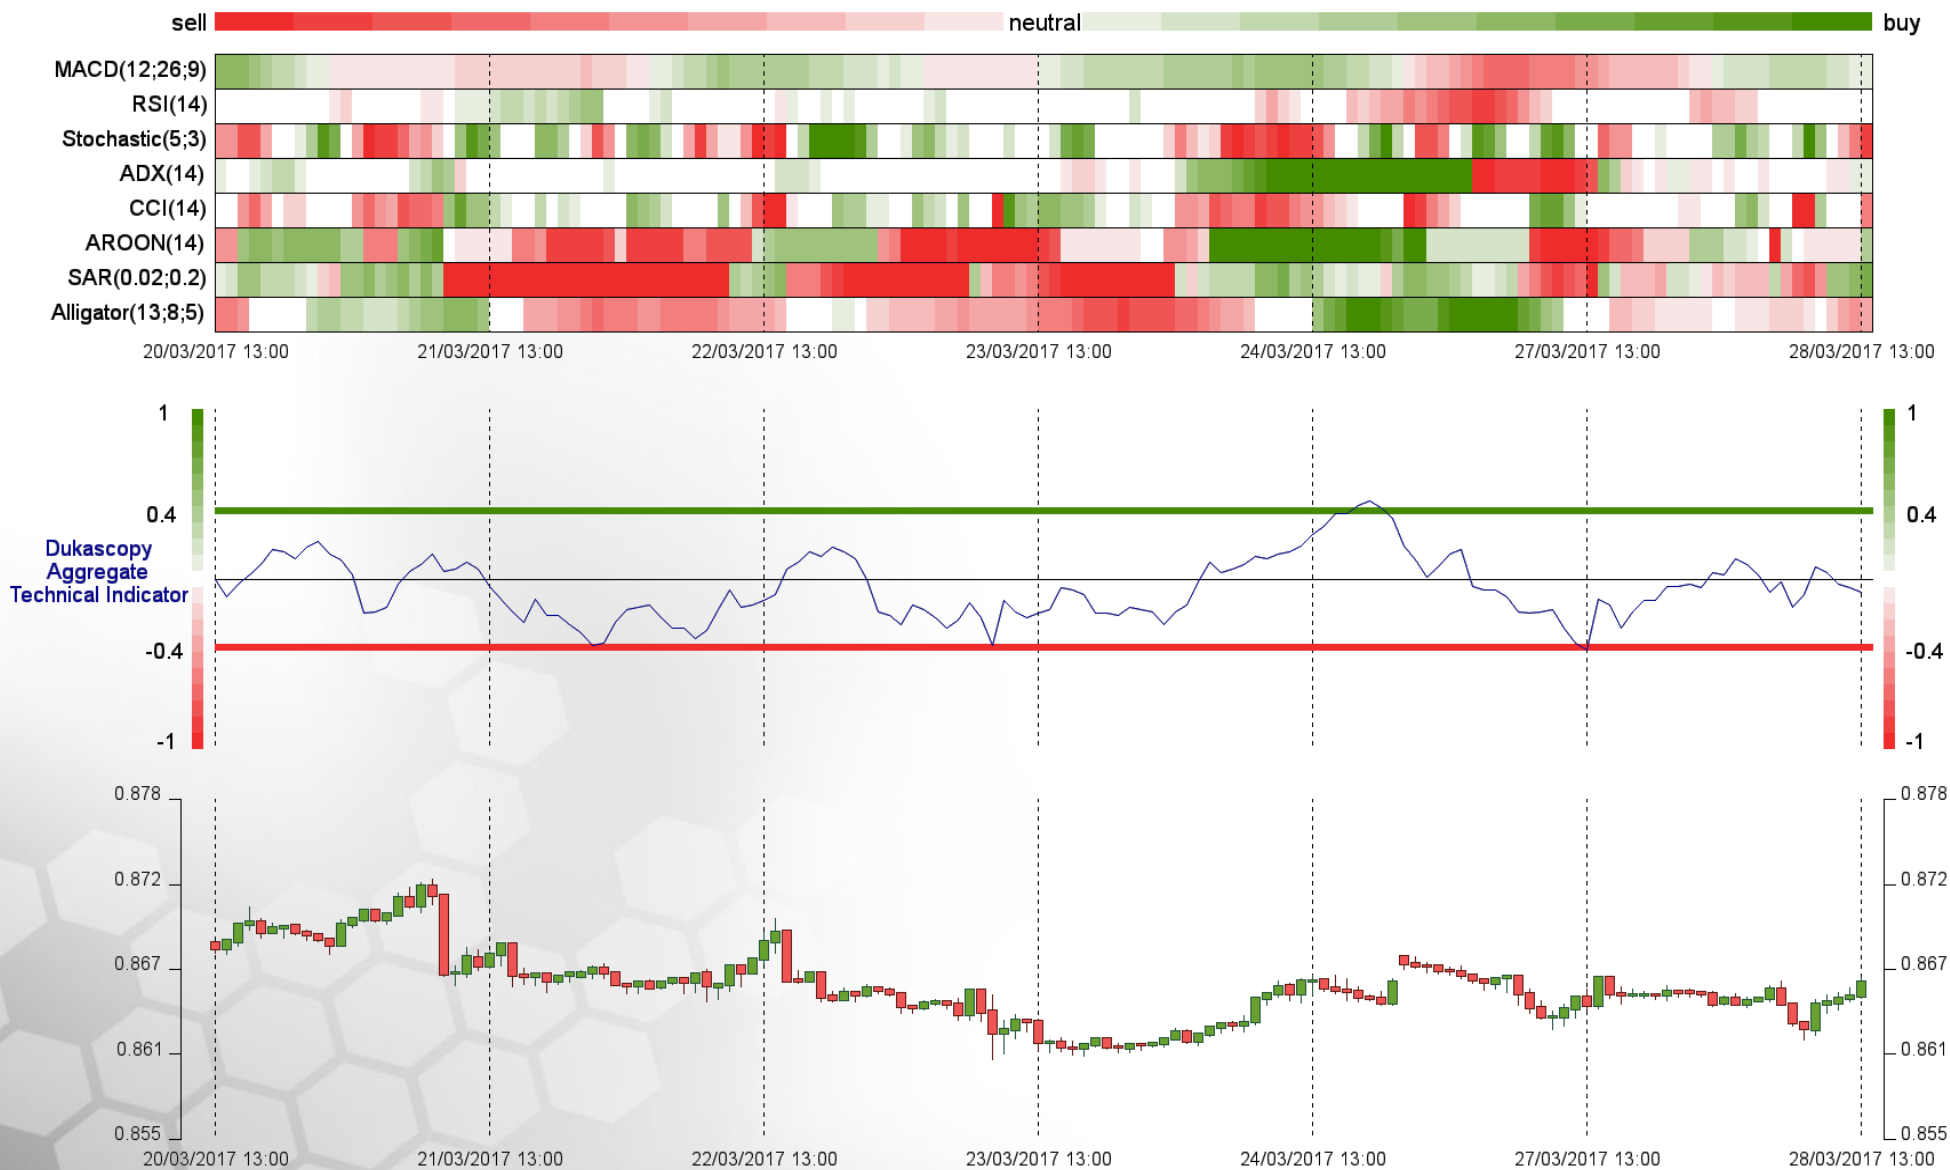 sell neutral buy
MACD(12;26;9)
RSI(14)
Stochastic(5;3)
ADX(14)
CCI(14)
AROON(14)
SAR(0.02;0.2)
Alligator(13;8;5)
20/03/2017 13:00 21/03/2017 13:00 22/03/2017 13:00 23/03/2017 13:00 24/03/2017 13:00 27/03/2017 13:00 28/03/2017 13:00
1 1
0.4 0.4
Dukascopy
Aggregate
Technical Indicator
-0.4 -0.4
-1 -1
0.878 0.878
0.872 0.872
0.867 0.867
0.861 0.861
0.855 0.855
20/03/2017 13:00 21/03/2017 13:00 22/03/2017 13:00 23/03/2017 13:00 24/03/2017 13:00 27/03/2017 13:00 28/03/2017 13:00